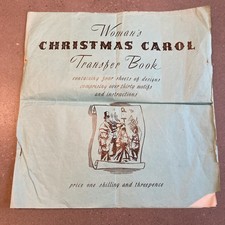 Woman's
CHRISTMAS CAROL
Transfer Book
containing four sheets of designs
comprising over thirty motifs
and instructions
price one shilling and threepence